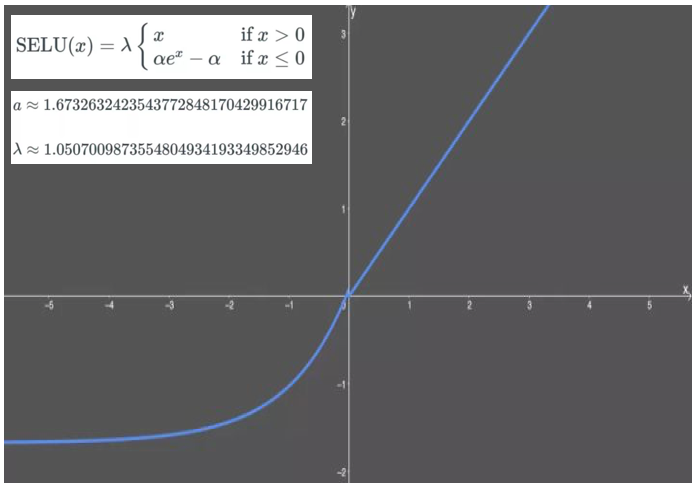 SELU(x) = λ { x if x > 0
αeˣ − α if x ≤ 0
a ≈ 1.6732632423543772848170429916717
λ ≈ 1.0507009873554804934193349852946
y
3
2
1
-5 -4 -3 -2 -1 0 1 2 3 4 5 x
-1
-2